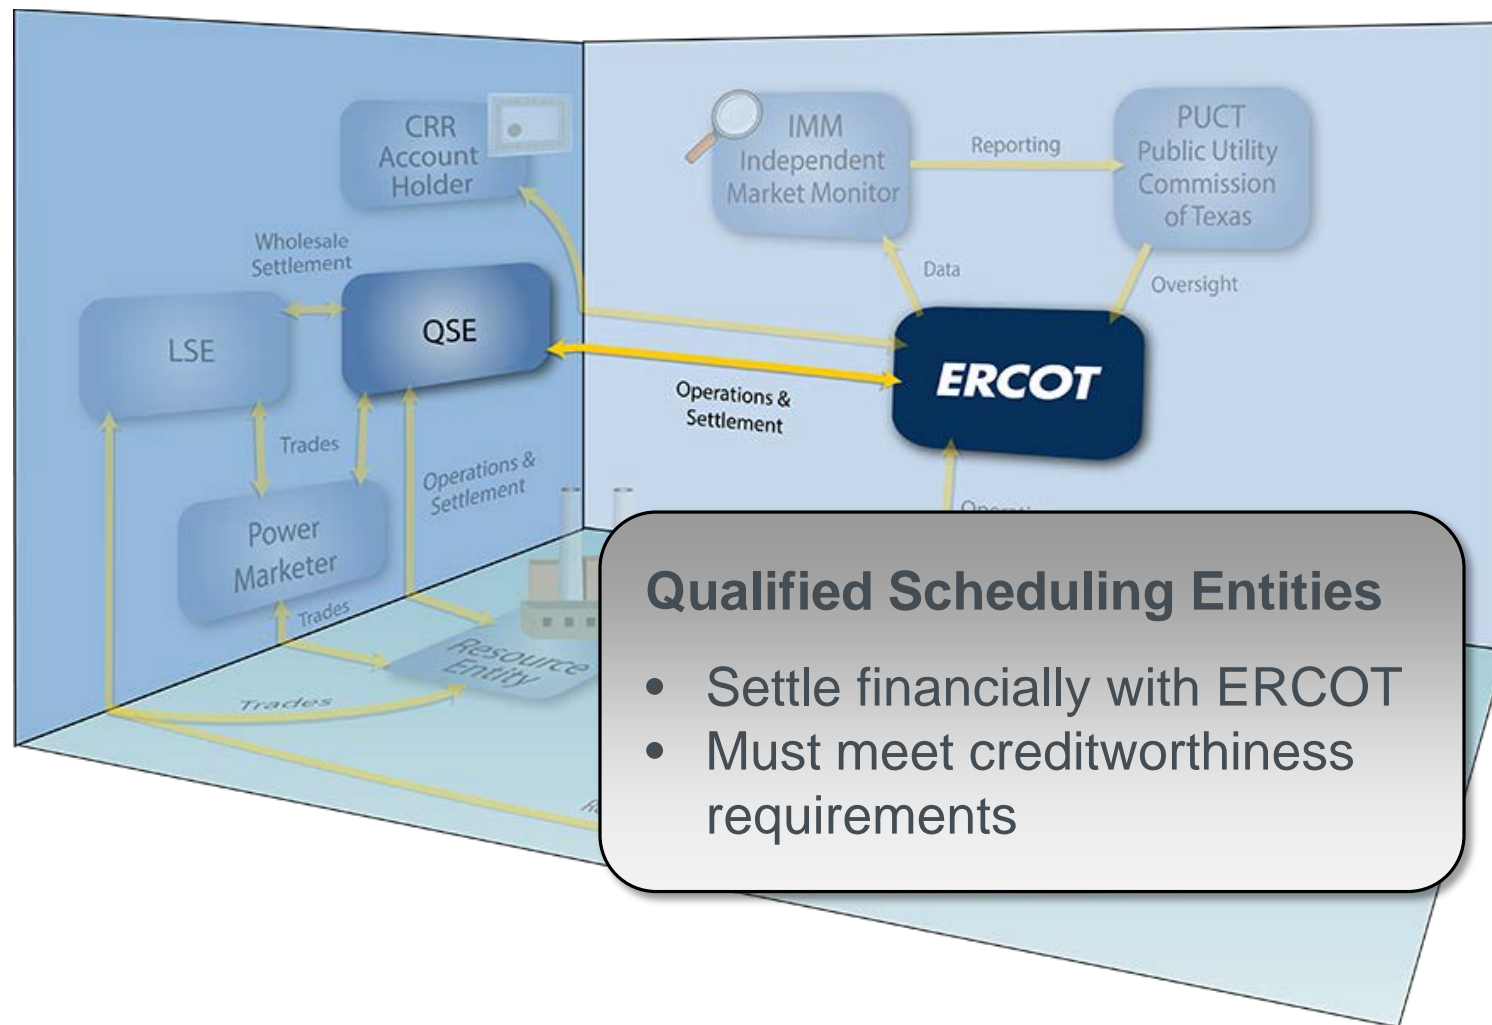 CRR
Account
Holder
IMM
Independent
Market Monitor
Reporting
PUCT
Public Utility
Commission
of Texas
Wholesale
Settlement
Data
Oversight
LSE
QSE
ERCOT
Operations &
Settlement
Trades
Operations &
Settlement
Power
Marketer
Trades
Resource
Entity
Trades
Qualified Scheduling Entities
• Settle financially with ERCOT
• Must meet creditworthiness
requirements